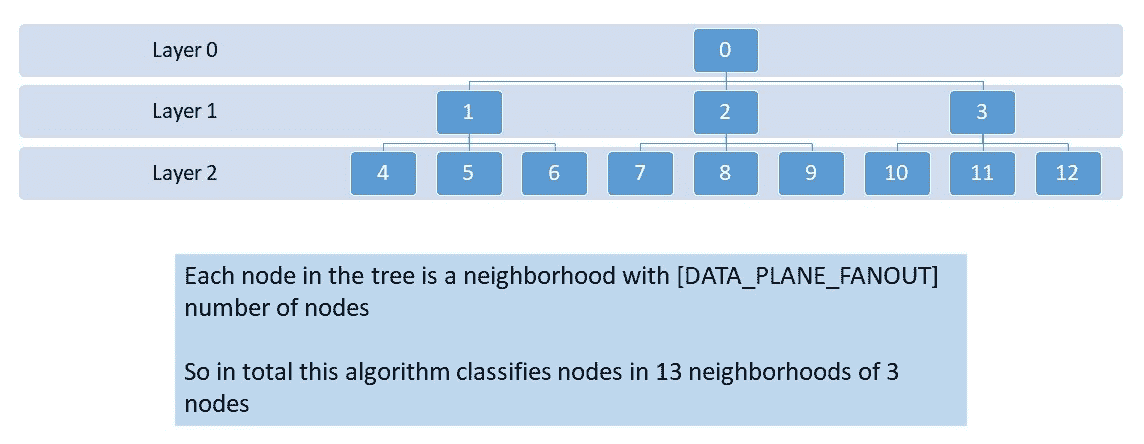 Layer 0 0
Layer 1 1 2 3
Layer 2 4 5 6 7 8 9 10 11 12
Each node in the tree is a neighborhood with [DATA_PLANE_FANOUT]
number of nodes
So in total this algorithm classifies nodes in 13 neighborhoods of 3
nodes